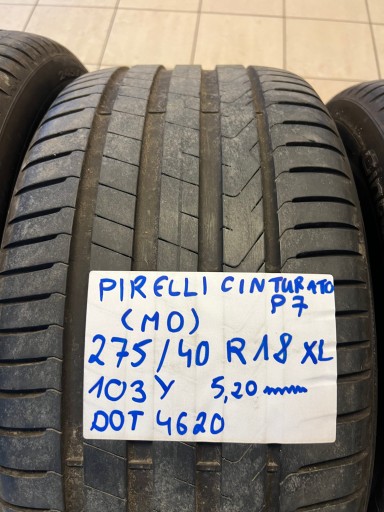 PIRELLI CINTURATO
P7
(MO)
275/40 R18 XL
103Y 5,20 mm
DOT 4620